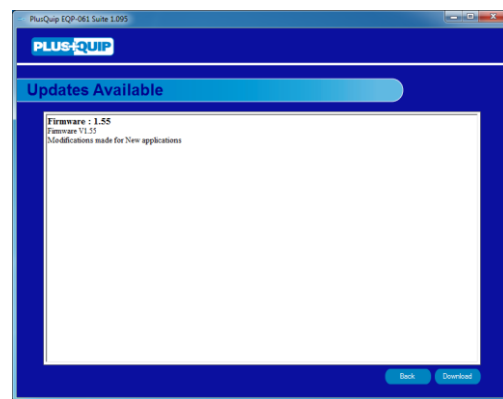 PlusQuip EQP-061 Suite 1.095
PLUS+QUIP
Updates Available
Firmware : 1.55
Firmware V1.55
Modifications made for New applications
Back Download